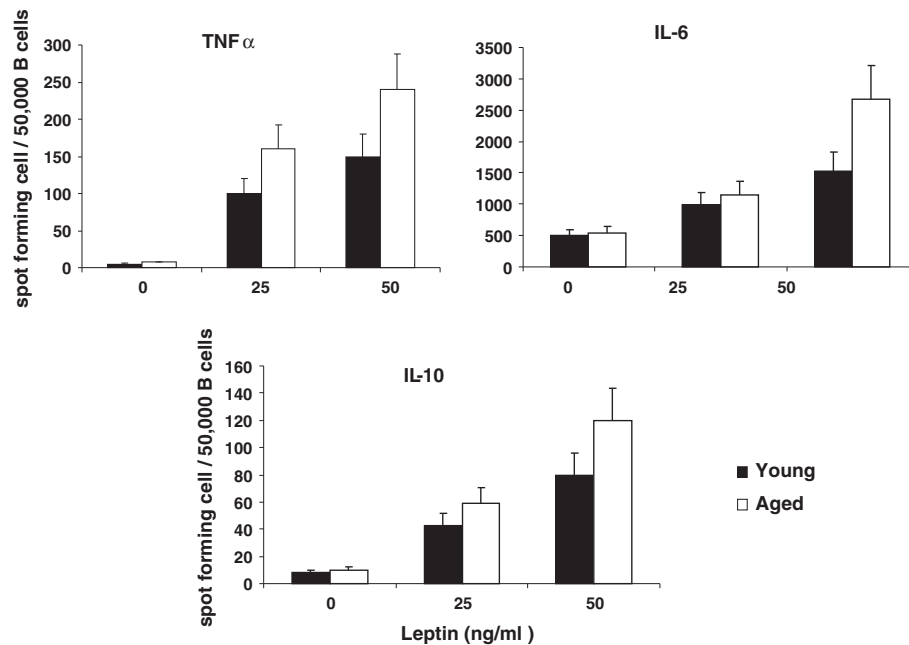 TNF α
spot forming cell / 50,000 B cells
300
250
200
150
100
50
0
0 25 50
IL-6
3500
3000
2500
2000
1500
1000
500
0
0 25 50
IL-10
spot forming cell / 50,000 B cells
160
140
120
100
80
60
40
20
0
0 25 50
Leptin (ng/ml )
Young
Aged